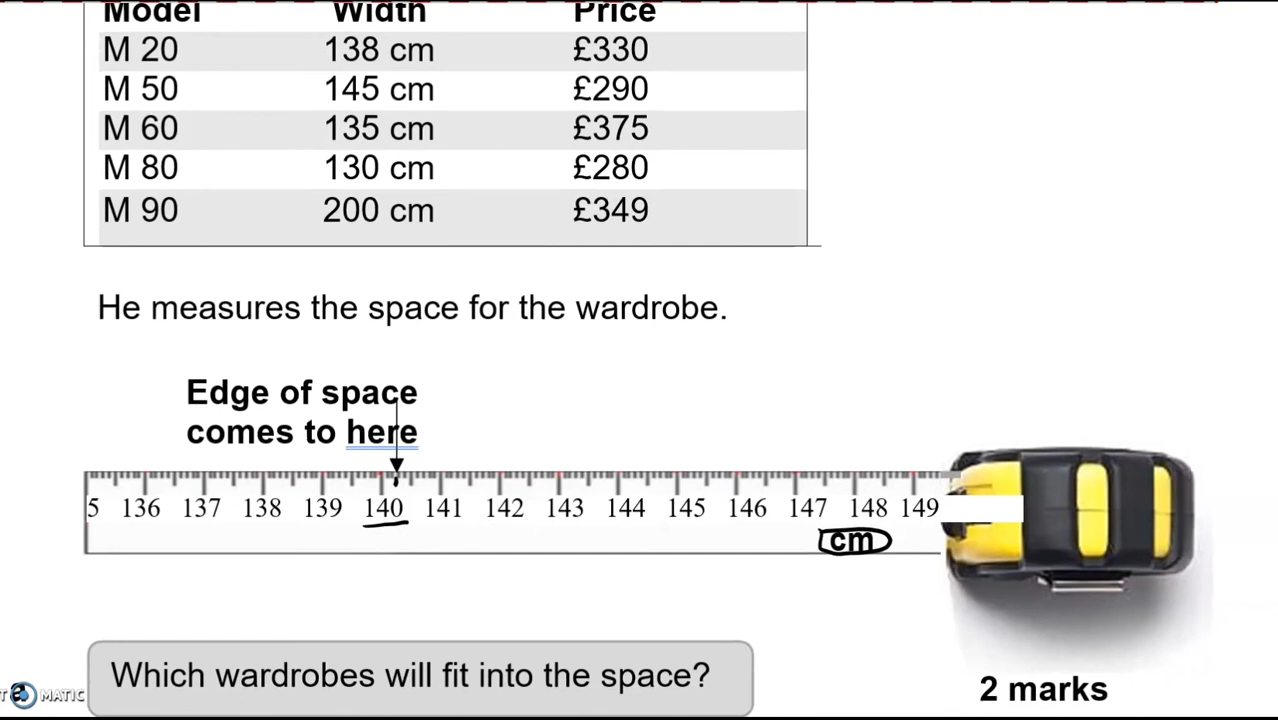 Model Width Price
M 20 138 cm £330
M 50 145 cm £290
M 60 135 cm £375
M 80 130 cm £280
M 90 200 cm £349
He measures the space for the wardrobe.
Edge of space
comes to here
5 136 137 138 139 140 141 142 143 144 145 146 147 148 149
cm
Which wardrobes will fit into the space?
MATIC
2 marks